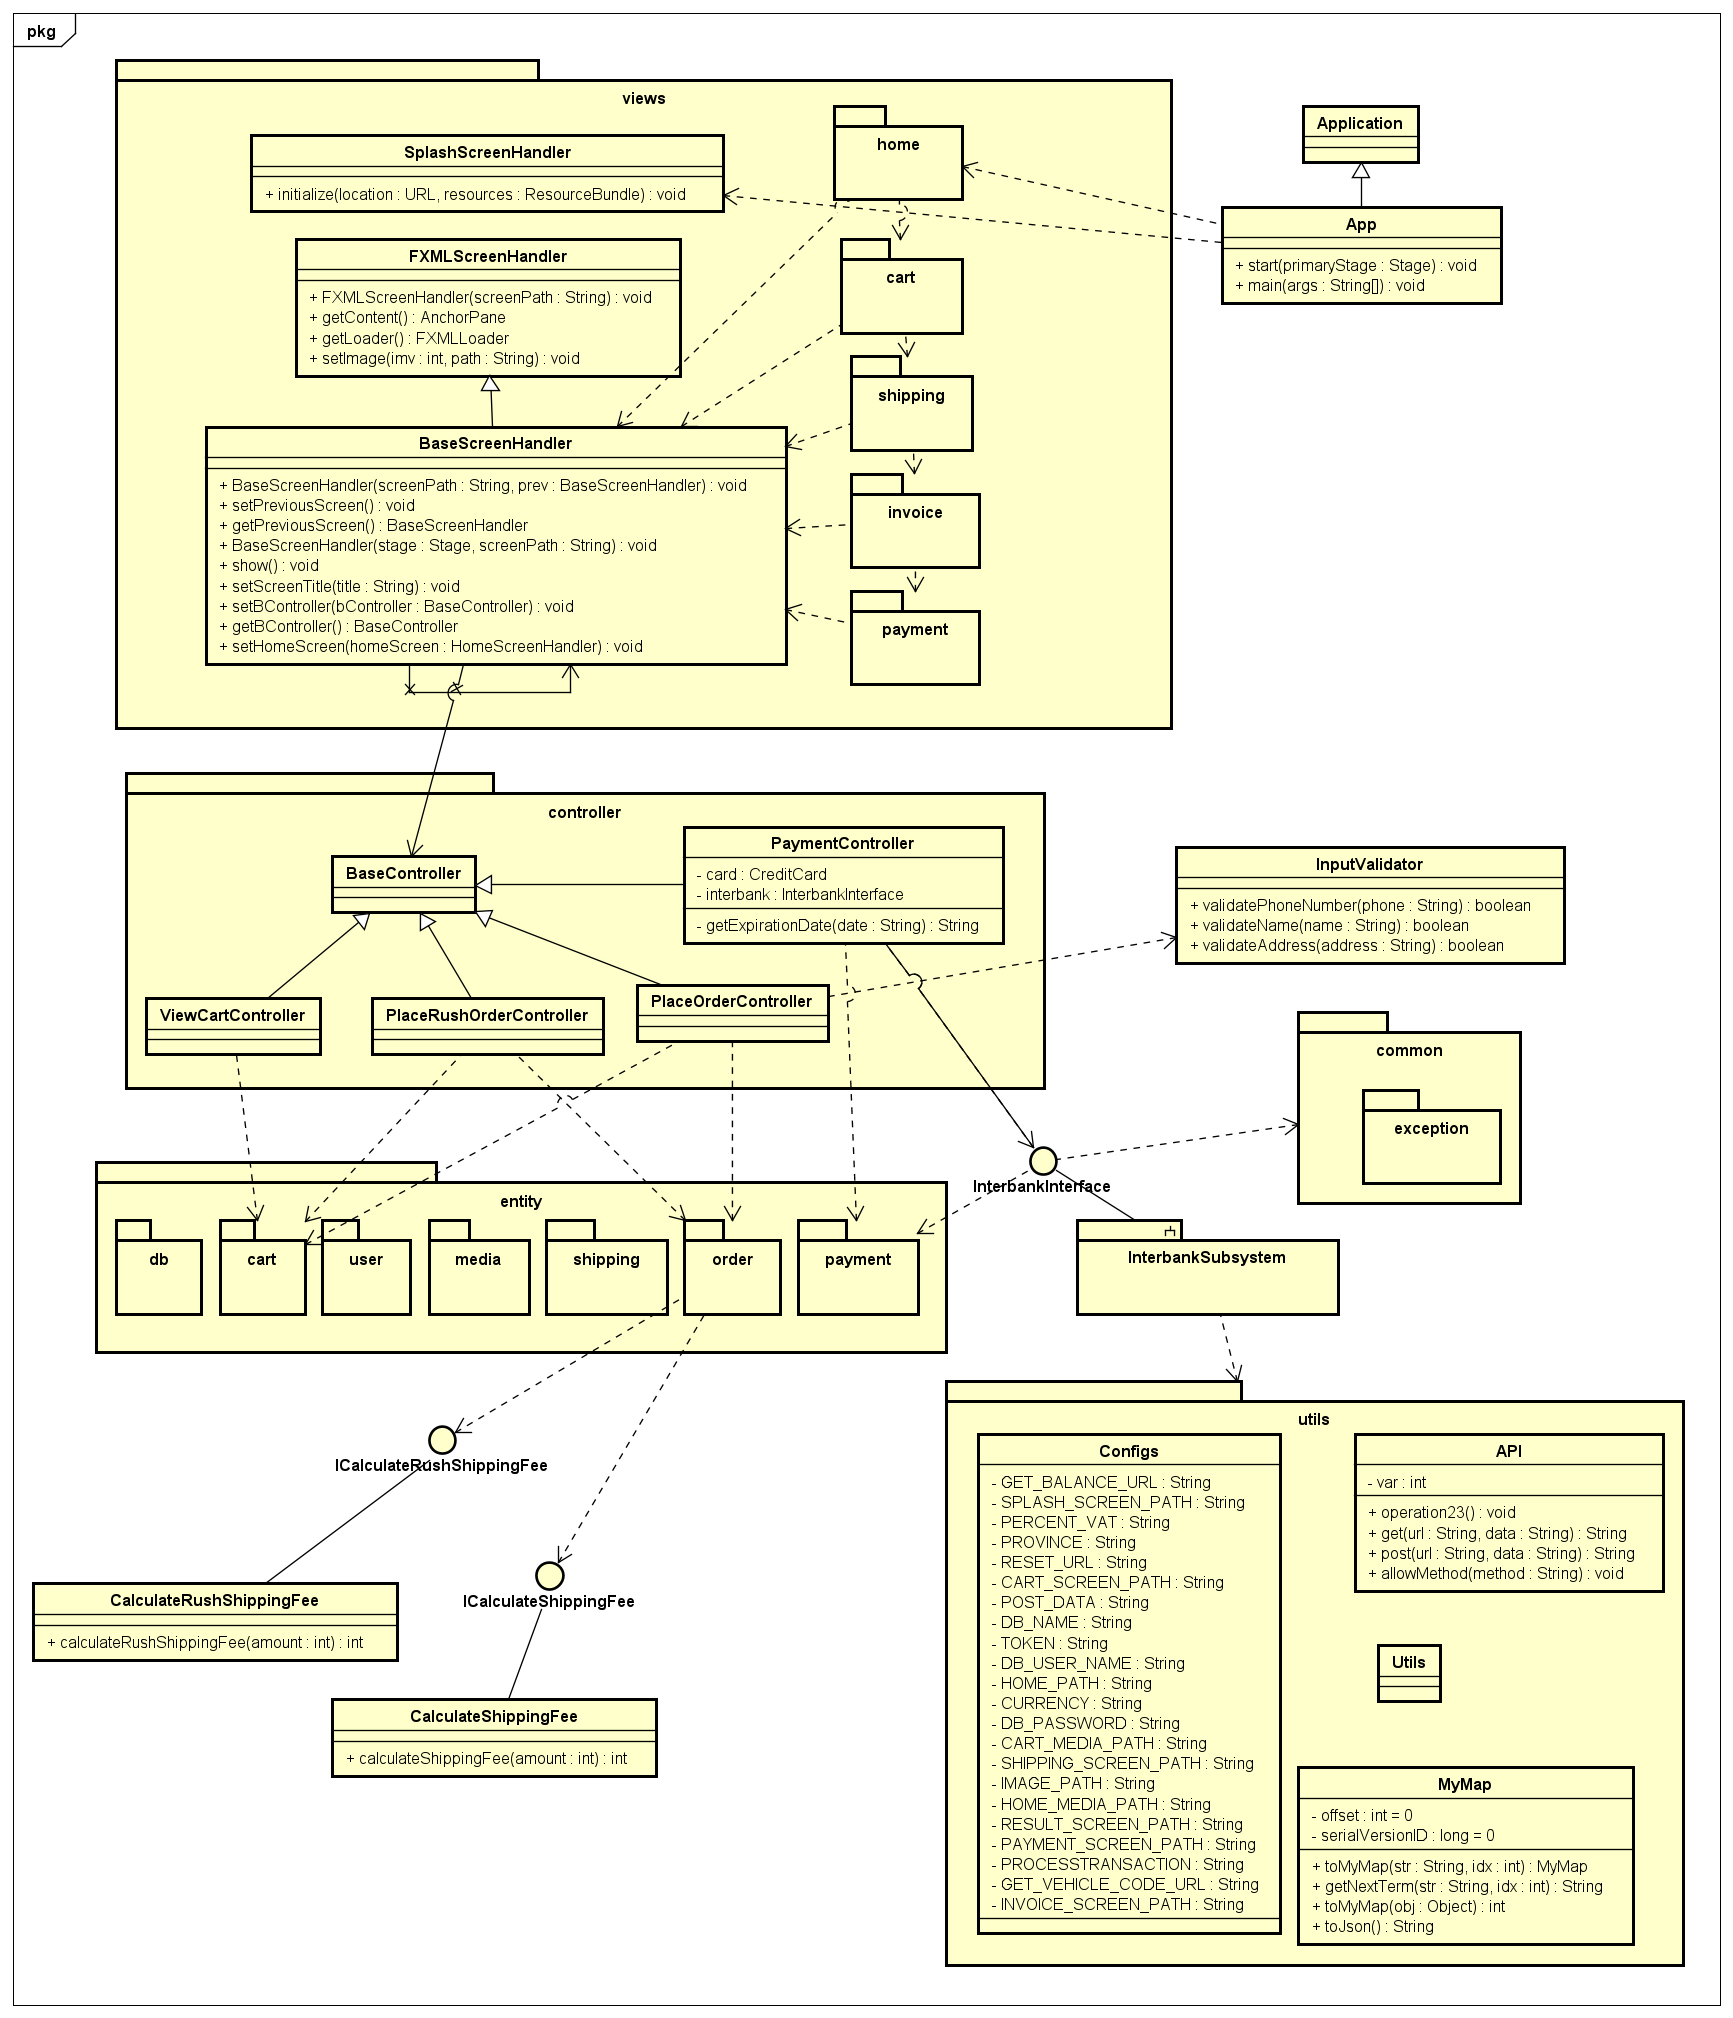 pkg
views
SplashScreenHandler
+ initialize(location : URL, resources : ResourceBundle) : void
FXMLScreenHandler
+ FXMLScreenHandler(screenPath : String) : void
+ getContent() : AnchorPane
+ getLoader() : FXMLLoader
+ setImage(imv : int, path : String) : void
BaseScreenHandler
+ BaseScreenHandler(screenPath : String, prev : BaseScreenHandler) : void
+ setPreviousScreen() : void
+ getPreviousScreen() : BaseScreenHandler
+ BaseScreenHandler(stage : Stage, screenPath : String) : void
+ show() : void
+ setScreenTitle(title : String) : void
+ setBController(bController : BaseController) : void
+ getBController() : BaseController
+ setHomeScreen(homeScreen : HomeScreenHandler) : void
home
cart
shipping
invoice
payment
Application
App
+ start(primaryStage : Stage) : void
+ main(args : String[]) : void
controller
BaseController
PaymentController
- card : CreditCard
- interbank : InterbankInterface
- getExpirationDate(date : String) : String
ViewCartController
PlaceRushOrderController
PlaceOrderController
InputValidator
+ validatePhoneNumber(phone : String) : boolean
+ validateName(name : String) : boolean
+ validateAddress(address : String) : boolean
common
exception
InterbankInterface
InterbankSubsystem
entity
db
cart
user
media
shipping
order
payment
ICalculateRushShippingFee
ICalculateShippingFee
CalculateRushShippingFee
+ calculateRushShippingFee(amount : int) : int
CalculateShippingFee
+ calculateShippingFee(amount : int) : int
utils
Configs
- GET_BALANCE_URL : String
- SPLASH_SCREEN_PATH : String
- PERCENT_VAT : String
- PROVINCE : String
- RESET_URL : String
- CART_SCREEN_PATH : String
- POST_DATA : String
- DB_NAME : String
- TOKEN : String
- DB_USER_NAME : String
- HOME_PATH : String
- CURRENCY : String
- DB_PASSWORD : String
- CART_MEDIA_PATH : String
- SHIPPING_SCREEN_PATH : String
- IMAGE_PATH : String
- HOME_MEDIA_PATH : String
- RESULT_SCREEN_PATH : String
- PAYMENT_SCREEN_PATH : String
- PROCESSTRANSACTION : String
- GET_VEHICLE_CODE_URL : String
- INVOICE_SCREEN_PATH : String
API
- var : int
+ operation23() : void
+ get(url : String, data : String) : String
+ post(url : String, data : String) : String
+ allowMethod(method : String) : void
Utils
MyMap
- offset : int = 0
- serialVersionID : long = 0
+ toMyMap(str : String, idx : int) : MyMap
+ getNextTerm(str : String, idx : int) : String
+ toMyMap(obj : Object) : int
+ toJson() : String